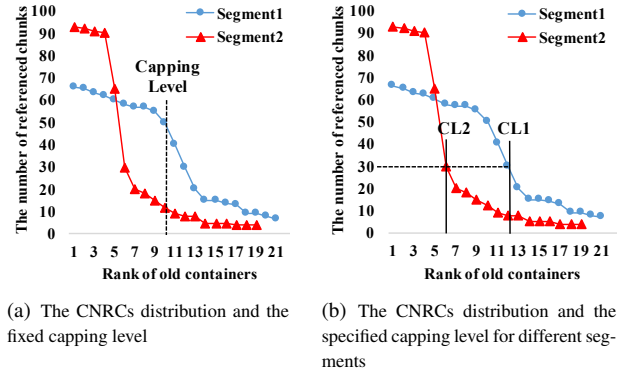 The number of referenced chunks
100
90
80
70
60
50
40
30
20
10
0
Segment1
Segment2
Capping
Level
1 3 5 7 9 11 13 15 17 19 21
Rank of old containers
(a) The CNRCs distribution and the
fixed capping level
The number of referenced chunks
100
90
80
70
60
50
40
30
20
10
0
Segment1
Segment2
CL2
CL1
1 3 5 7 9 11 13 15 17 19 21
Rank of old containers
(b) The CNRCs distribution and the
specified capping level for different seg-
ments